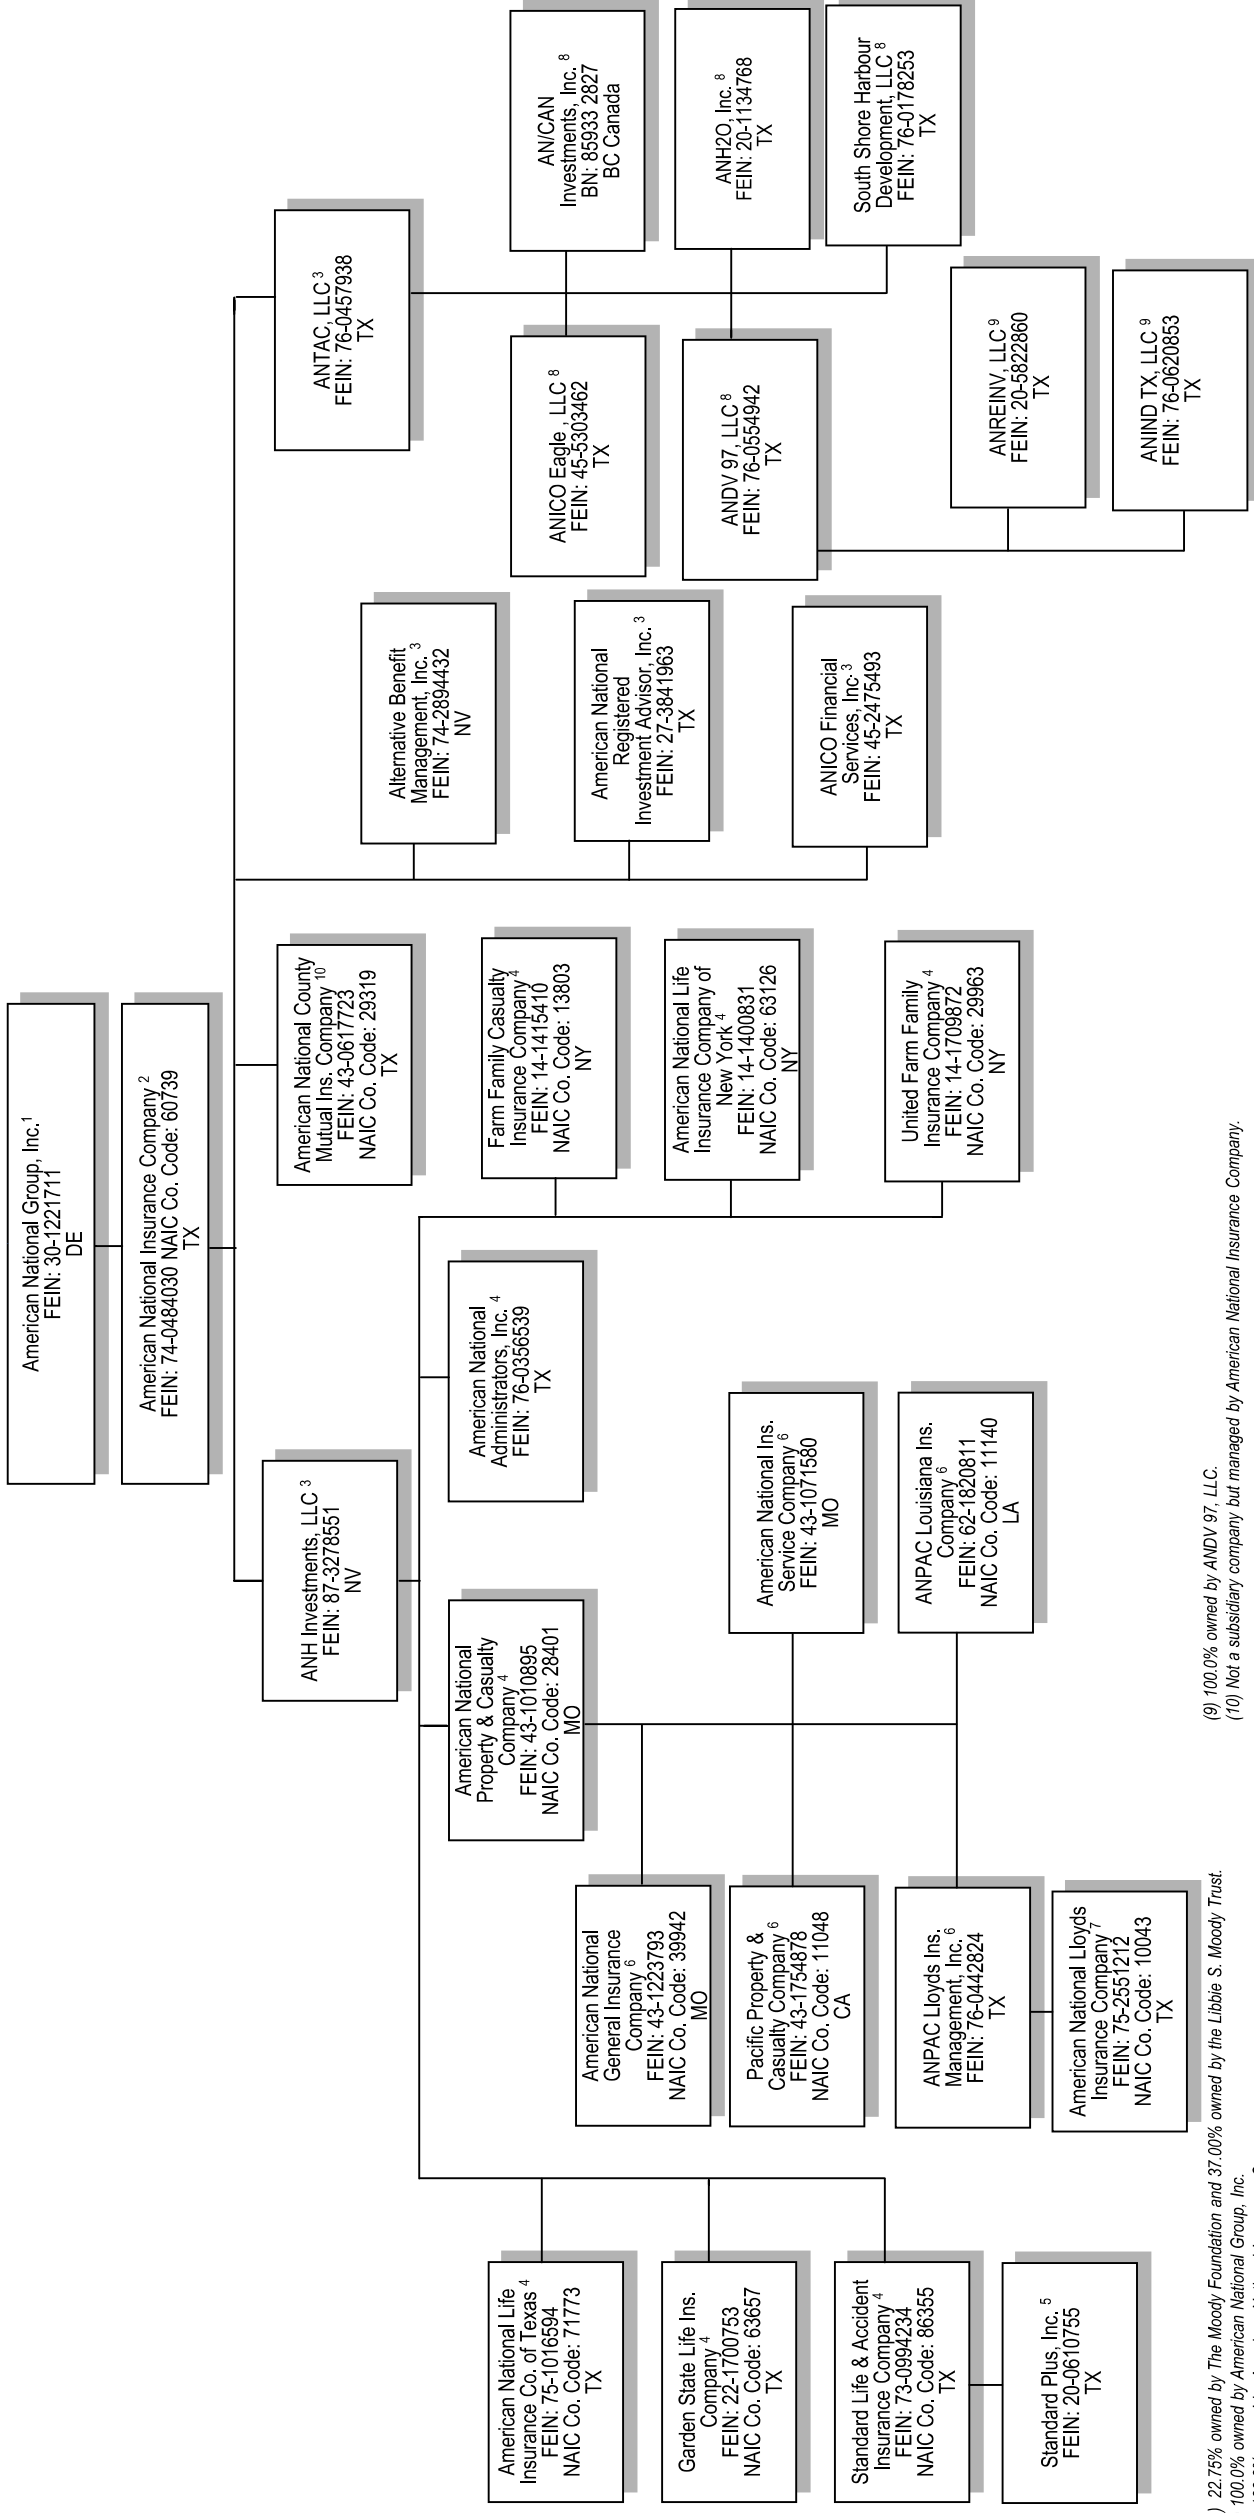 American National Group, Inc.1
FEIN: 30-1221711
DE
American National Insurance Company 2
FEIN: 74-0484030 NAIC Co. Code: 60739
TX
ANH Investments, LLC 3
FEIN: 87-3278551
NV
American National County
Mutual Ins. Company 10
FEIN: 43-0617723
NAIC Co. Code: 29319
TX
ANTAC, LLC 3
FEIN: 76-0457938
TX
American National Life
Insurance Co. of Texas 4
FEIN: 75-1016594
NAIC Co. Code: 71773
TX
Garden State Life Ins.
Company 4
FEIN: 22-1700753
NAIC Co. Code: 63657
TX
Standard Life & Accident
Insurance Company 4
FEIN: 73-0994234
NAIC Co. Code: 86355
TX
Standard Plus, Inc. 5
FEIN: 20-0610755
TX
American National
Property & Casualty
Company 4
FEIN: 43-1010895
NAIC Co. Code: 28401
MO
American National
General Insurance
Company 6
FEIN: 43-1223793
NAIC Co. Code: 39942
MO
Pacific Property &
Casualty Company 6
FEIN: 43-1754878
NAIC Co. Code: 11048
CA
ANPAC Lloyds Ins.
Management, Inc. 6
FEIN: 76-0442824
TX
American National Lloyds
Insurance Company 7
FEIN: 75-2551212
NAIC Co. Code: 10043
TX
American National Ins.
Service Company 6
FEIN: 43-1071580
MO
ANPAC Louisiana Ins.
Company 6
FEIN: 62-1820811
NAIC Co. Code: 11140
LA
American National
Administrators, Inc. 4
FEIN: 76-0356539
TX
Farm Family Casualty
Insurance Company 4
FEIN: 14-1415410
NAIC Co. Code: 13803
NY
American National Life
Insurance Company of
New York 4
FEIN: 14-1400831
NAIC Co. Code: 63126
NY
United Farm Family
Insurance Company 4
FEIN: 14-1709872
NAIC Co. Code: 29963
NY
Alternative Benefit
Management, Inc. 3
FEIN: 74-2894432
NV
American National
Registered
Investment Advisor, Inc. 3
FEIN: 27-3841963
TX
ANICO Financial
Services, Inc. 3
FEIN: 45-2475493
TX
ANICO Eagle , LLC 8
FEIN: 45-5303462
TX
AN/CAN
Investments, Inc. 8
BN: 85933 2827
BC Canada
ANDV 97, LLC 8
FEIN: 76-0554942
TX
ANH2O, Inc. 8
FEIN: 20-1134768
TX
South Shore Harbour
Development, LLC 8
FEIN: 76-0178253
TX
ANREINV, LLC 9
FEIN: 20-5822860
TX
ANIND TX, LLC 9
FEIN: 76-0620853
TX
) 22.75% owned by The Moody Foundation and 37.00% owned by the Libbie S. Moody Trust.
100.0% owned by American National Group, Inc.
(9) 100.0% owned by ANDV 97, LLC.
(10) Not a subsidiary company but managed by American National Insurance Company.